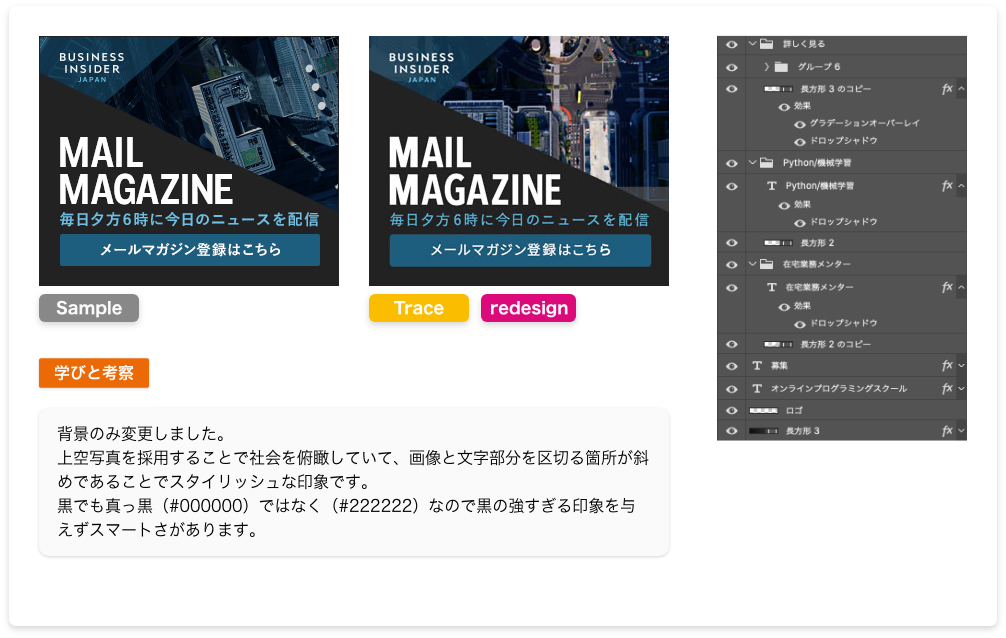 BUSINESS
INSIDER
JAPAN
MAIL
MAGAZINE
毎日夕方6時に今日のニュースを配信
メールマガジン登録はこちら
Sample
BUSINESS
INSIDER
JAPAN
MAIL
MAGAZINE
毎日夕方6時に今日のニュースを配信
メールマガジン登録はこちら
Trace
redesign
学びと考察
背景のみ変更しました。
上空写真を採用することで社会を俯瞰していて、画像と文字部分を区切る箇所が斜
めであることでスタイリッシュな印象です。
黒でも真っ黒（#000000）ではなく（#222222）なので黒の強すぎる印象を与
えずスマートさがあります。
詳しく見る
グループ 6
長方形 3 のコピー fx
効果
グラデーションオーバーレイ
ドロップシャドウ
Python/機械学習
T Python/機械学習 fx
効果
ドロップシャドウ
長方形 2
在宅業務メンター
T 在宅業務メンター fx
効果
ドロップシャドウ
長方形 2 のコピー
T 募集 fx
T オンラインプログラミングスクール fx
ロゴ
長方形 3 fx